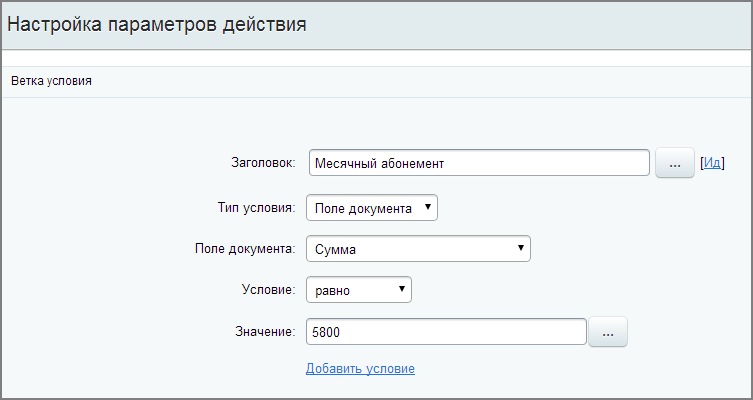 Настройка параметров действия
Ветка условия
Заголовок: Месячный абонемент ... [Ид]
Тип условия: Поле документа
Поле документа: Сумма
Условие: равно
Значение: 5800 ...
Добавить условие